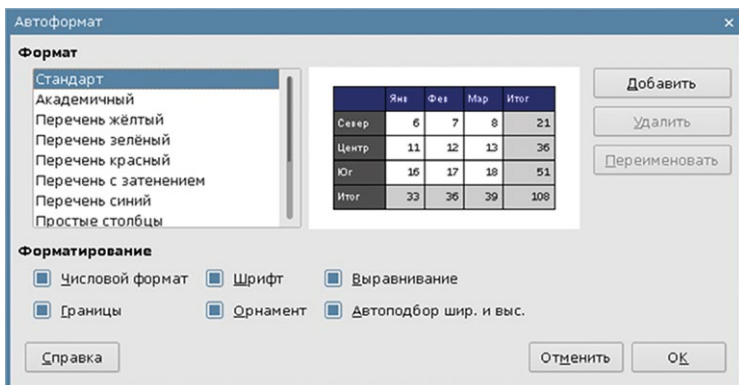 Автоформат
Формат
Стандарт
Академичный
Перечень жёлтый
Перечень зелёный
Перечень красный
Перечень с затенением
Перечень синий
Простые столбцы
Янв Фев Мар Итог
Север 6 7 8 21
Центр 11 12 13 36
Юг 16 17 18 51
Итог 33 36 39 108
Добавить
Удалить
Переименовать
Форматирование
Числовой формат Шрифт Выравнивание
Границы Орнамент Автоподбор шир. и выс.
Справка Отменить OK